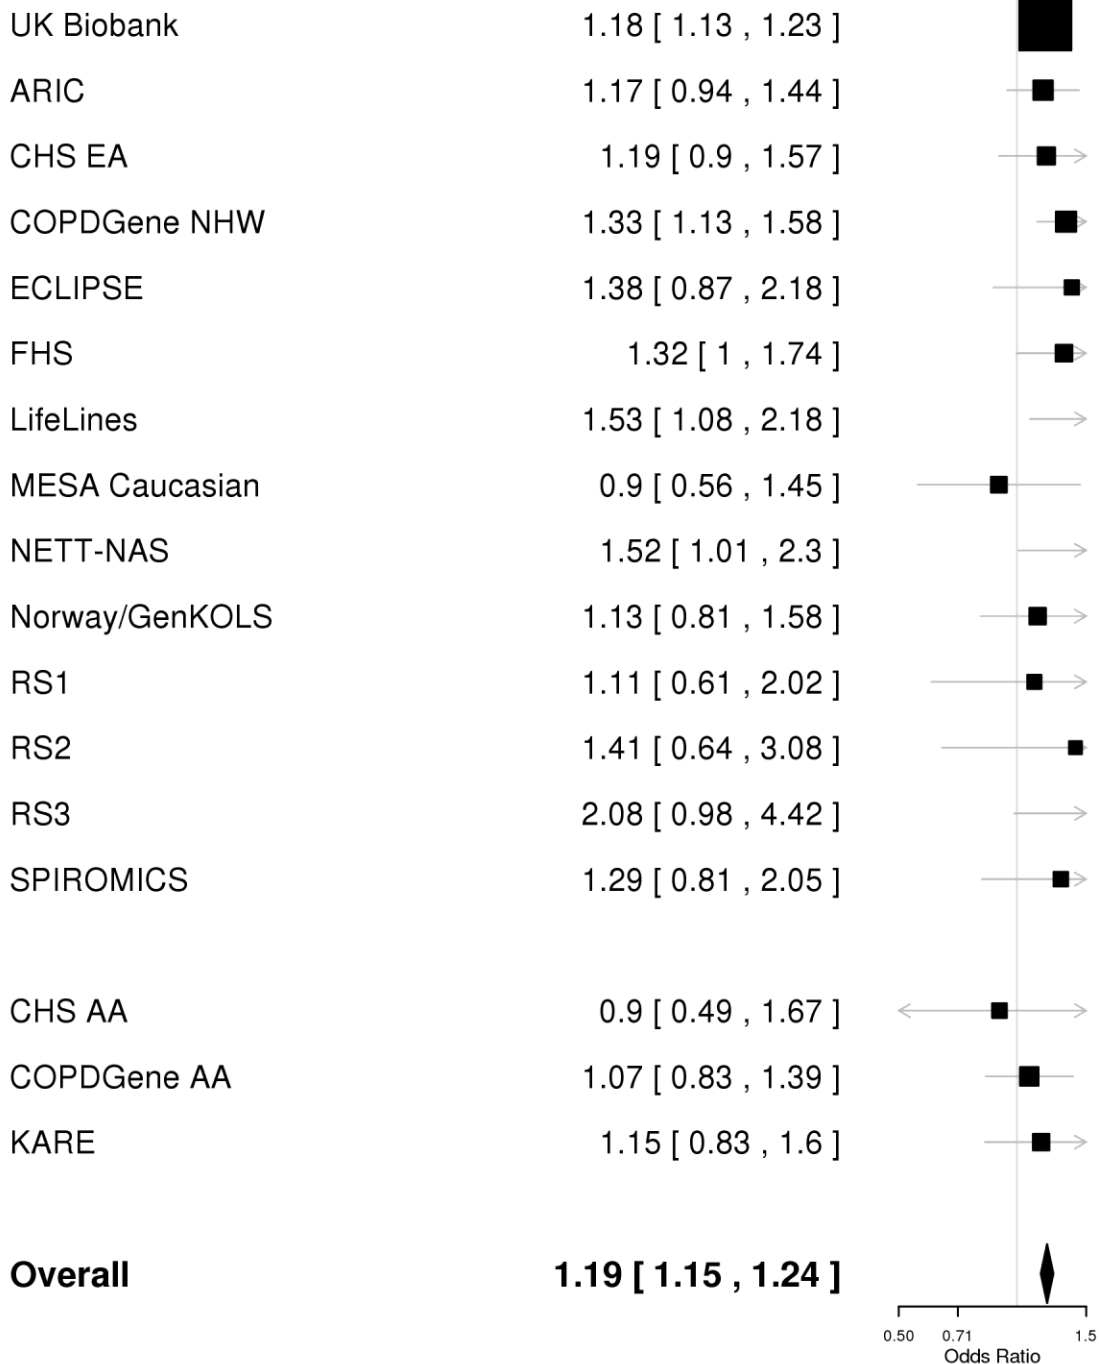 UK Biobank 1.18 [ 1.13 , 1.23 ]
ARIC 1.17 [ 0.94 , 1.44 ]
CHS EA 1.19 [ 0.9 , 1.57 ]
COPDGene NHW 1.33 [ 1.13 , 1.58 ]
ECLIPSE 1.38 [ 0.87 , 2.18 ]
FHS 1.32 [ 1 , 1.74 ]
LifeLines 1.53 [ 1.08 , 2.18 ]
MESA Caucasian 0.9 [ 0.56 , 1.45 ]
NETT-NAS 1.52 [ 1.01 , 2.3 ]
Norway/GenKOLS 1.13 [ 0.81 , 1.58 ]
RS1 1.11 [ 0.61 , 2.02 ]
RS2 1.41 [ 0.64 , 3.08 ]
RS3 2.08 [ 0.98 , 4.42 ]
SPIROMICS 1.29 [ 0.81 , 2.05 ]
CHS AA 0.9 [ 0.49 , 1.67 ]
COPDGene AA 1.07 [ 0.83 , 1.39 ]
KARE 1.15 [ 0.83 , 1.6 ]
Overall 1.19 [ 1.15 , 1.24 ]
0.50 0.71 1.5
Odds Ratio